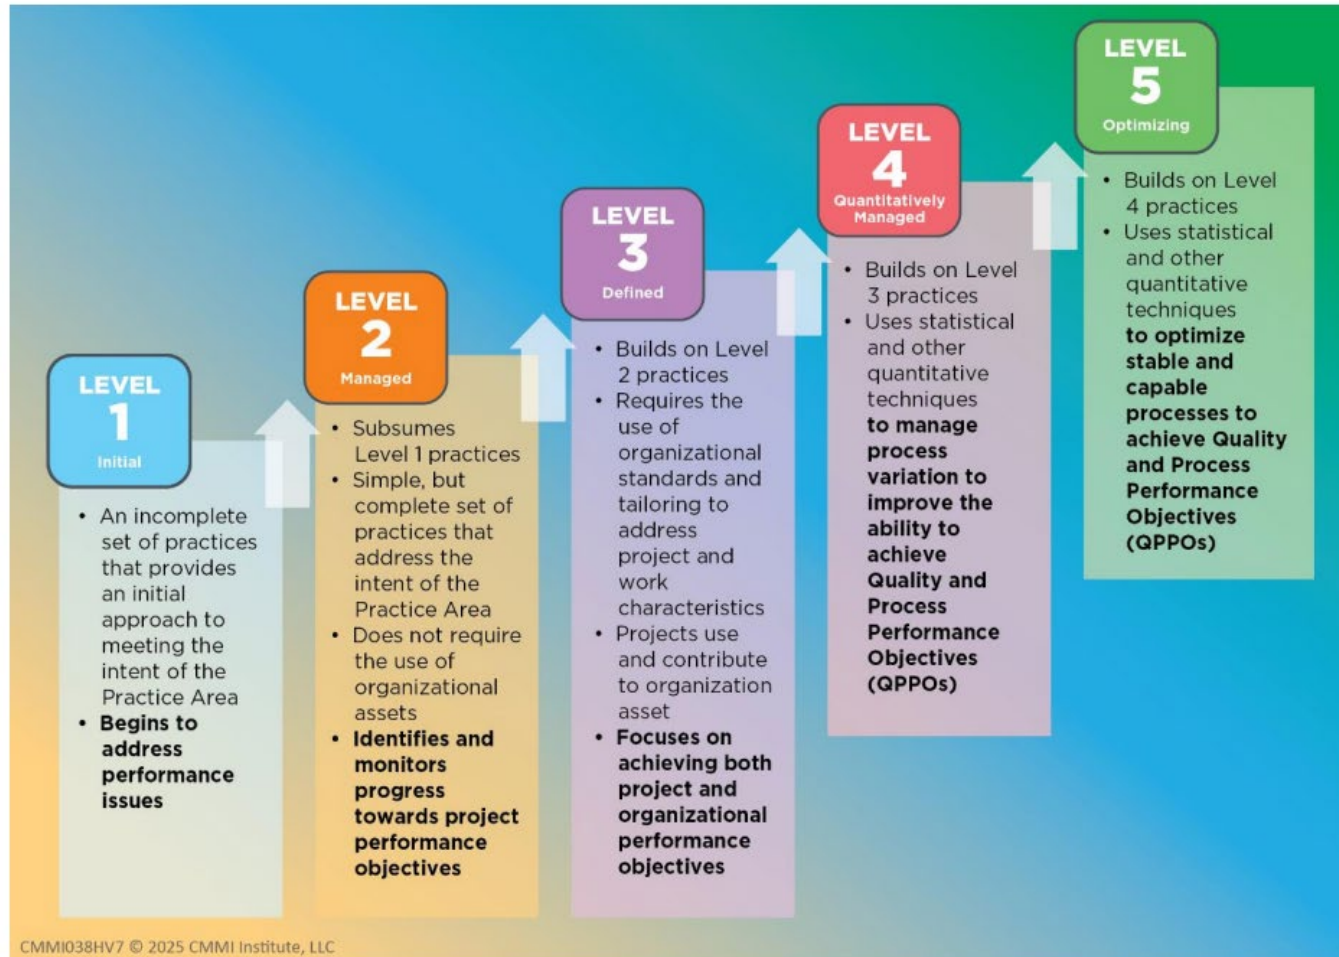 LEVEL
1
Initial
• An incomplete
set of practices
that provides
an initial
approach to
meeting the
intent of the
Practice Area
• Begins to
address
performance
issues
LEVEL
2
Managed
• Subsumes
Level 1 practices
• Simple, but
complete set of
practices that
address the
intent of the
Practice Area
• Does not require
the use of
organizational
assets
• Identifies and
monitors
progress
towards project
performance
objectives
LEVEL
3
Defined
• Builds on Level
2 practices
• Requires the
use of
organizational
standards and
tailoring to
address
project and
work
characteristics
• Projects use
and contribute
to organization
asset
• Focuses on
achieving both
project and
organizational
performance
objectives
LEVEL
4
Quantitatively
Managed
• Builds on Level
3 practices
• Uses statistical
and other
quantitative
techniques
to manage
process
variation to
improve the
ability to
achieve
Quality and
Process
Performance
Objectives
(QPPOs)
LEVEL
5
Optimizing
• Builds on Level
4 practices
• Uses statistical
and other
quantitative
techniques
to optimize
stable and
capable
processes to
achieve Quality
and Process
Performance
Objectives
(QPPOs)
CMMI038HV7 © 2025 CMMI Institute, LLC